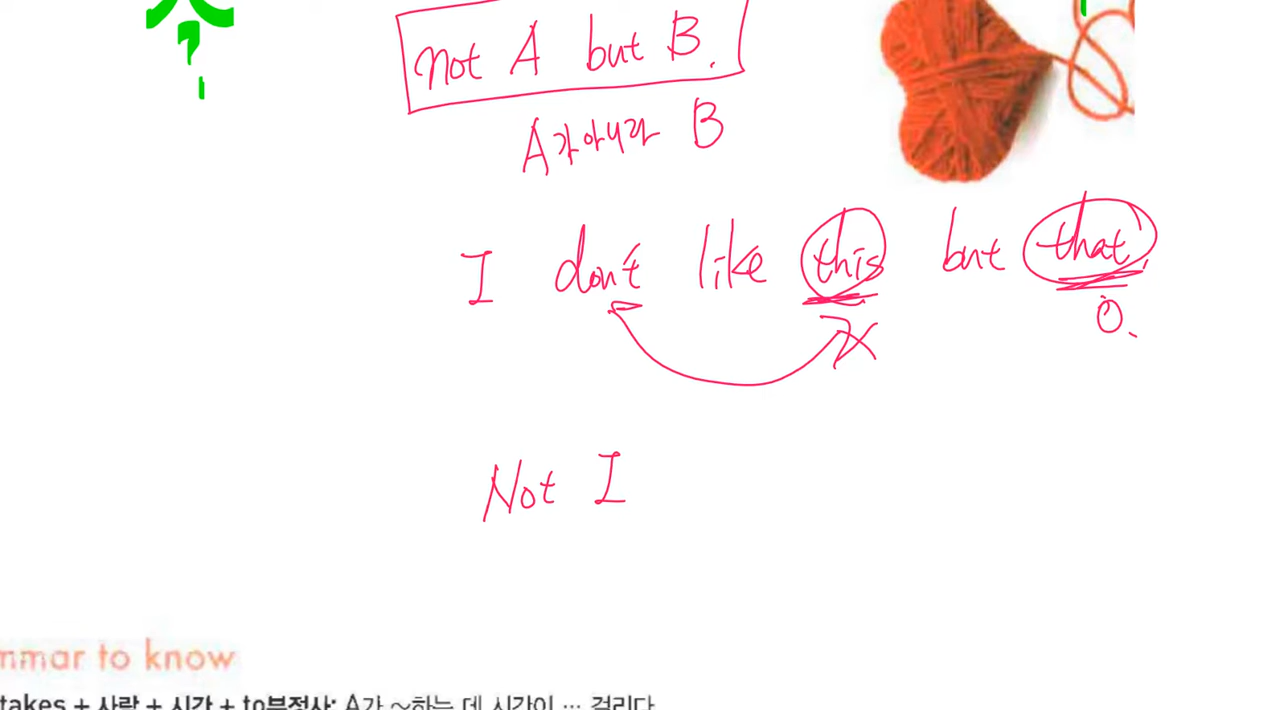 not A but B.
A가 아니라 B
I don't like this but that.
X
O.
Not I
mmar to know
takes + 사람 + 시간 + to부정사: A가 ~하는 데 시간이 … 걸리다